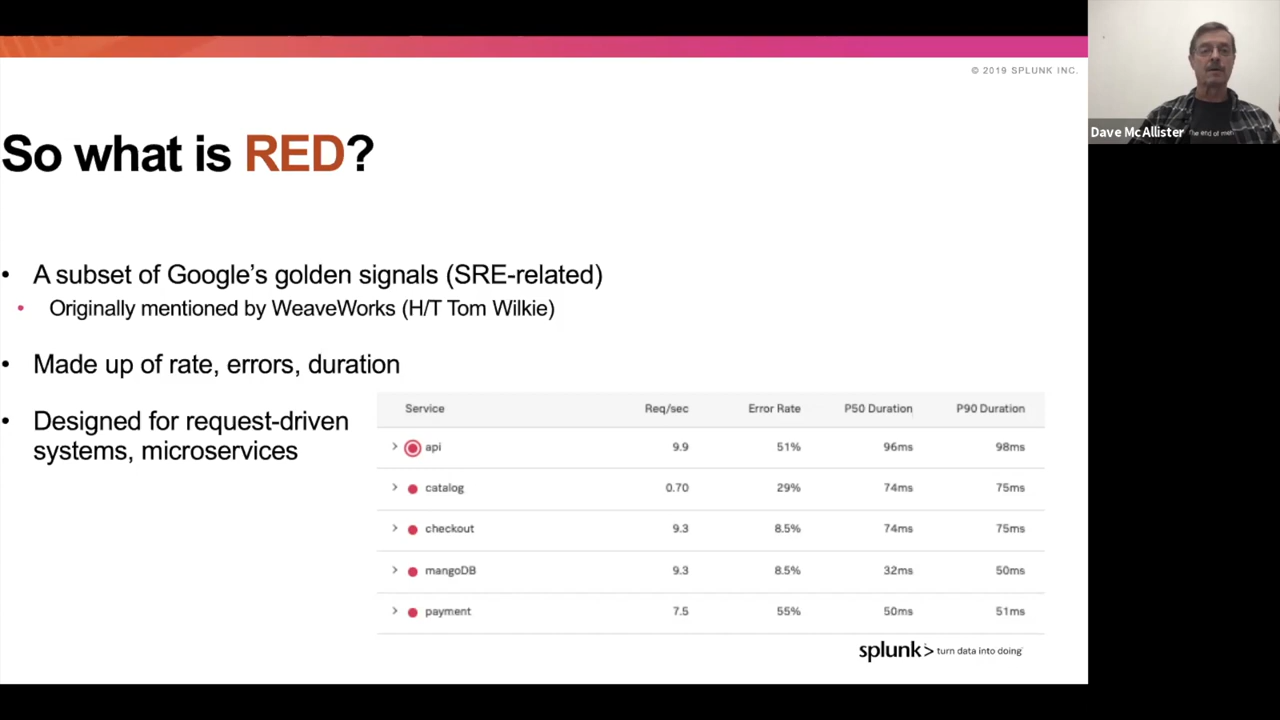 © 2019 SPLUNK INC.
So what is RED?
• A subset of Google's golden signals (SRE-related)
• Originally mentioned by WeaveWorks (H/T Tom Wilkie)
• Made up of rate, errors, duration
• Designed for request-driven
systems, microservices
Service Req/sec Error Rate P50 Duration P90 Duration
> api 9.9 51% 96ms 98ms
> catalog 0.70 29% 74ms 75ms
> checkout 9.3 8.5% 74ms 75ms
> mangoDB 9.3 8.5% 32ms 50ms
> payment 7.5 55% 50ms 51ms
splunk> turn data into doing
Dave McAllister
the end of